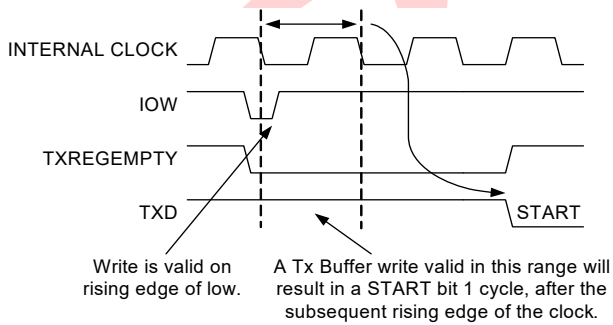 INTERNAL CLOCK
IOW
TXREGEMPTY
TXD
START
Write is valid on
rising edge of low.
A Tx Buffer write valid in this range will
result in a START bit 1 cycle, after the
subsequent rising edge of the clock.